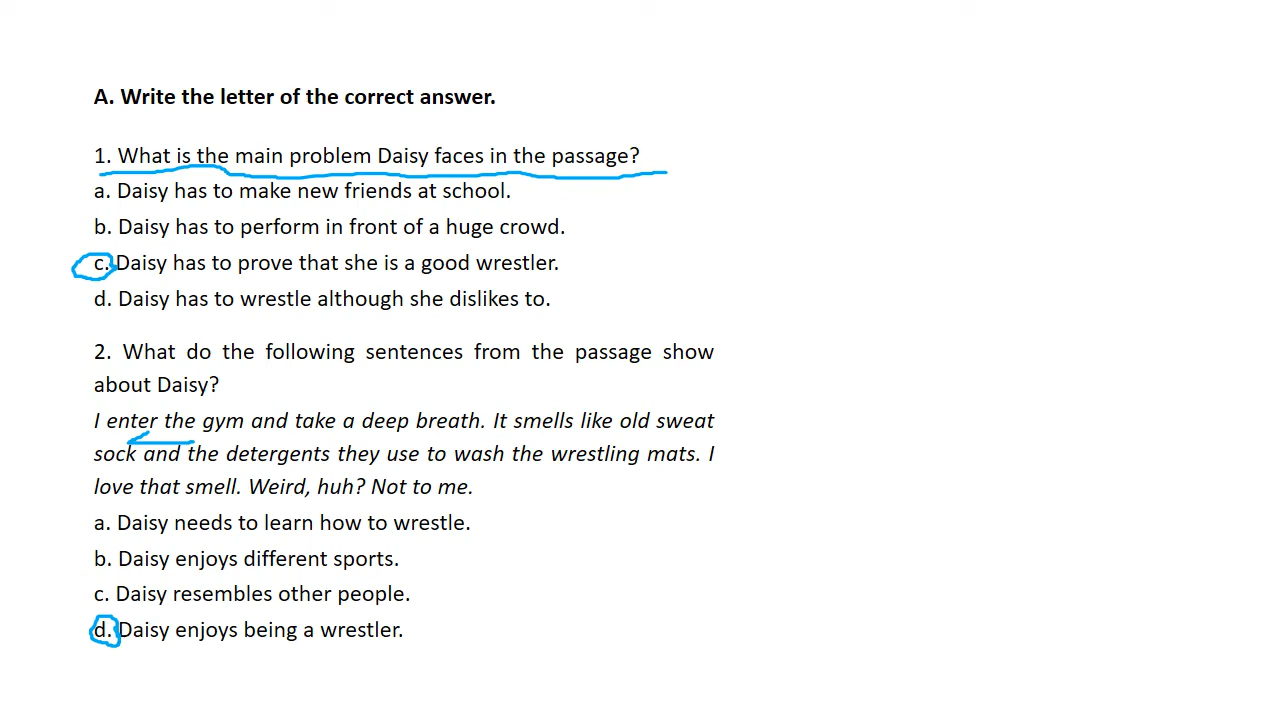 A. Write the letter of the correct answer.
1. What is the main problem Daisy faces in the passage?
a. Daisy has to make new friends at school.
b. Daisy has to perform in front of a huge crowd.
c. Daisy has to prove that she is a good wrestler.
d. Daisy has to wrestle although she dislikes to.
2. What do the following sentences from the passage show
about Daisy?
I enter the gym and take a deep breath. It smells like old sweat
sock and the detergents they use to wash the wrestling mats. I
love that smell. Weird, huh? Not to me.
a. Daisy needs to learn how to wrestle.
b. Daisy enjoys different sports.
c. Daisy resembles other people.
d. Daisy enjoys being a wrestler.